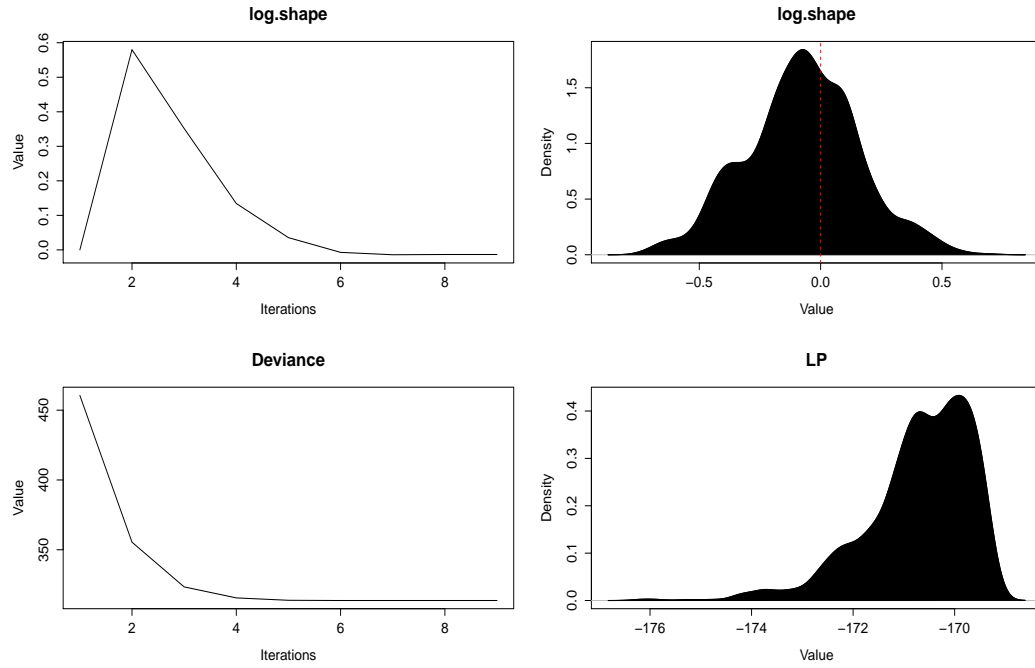 log.shape
Value
0.0 0.1 0.2 0.3 0.4 0.5 0.6
2 4 6 8
Iterations
log.shape
Density
0.0 0.5 1.0 1.5
−0.5 0.0 0.5
Value
Deviance
Value
350 400 450
2 4 6 8
Iterations
LP
Density
0.0 0.1 0.2 0.3 0.4
−176 −174 −172 −170
Value